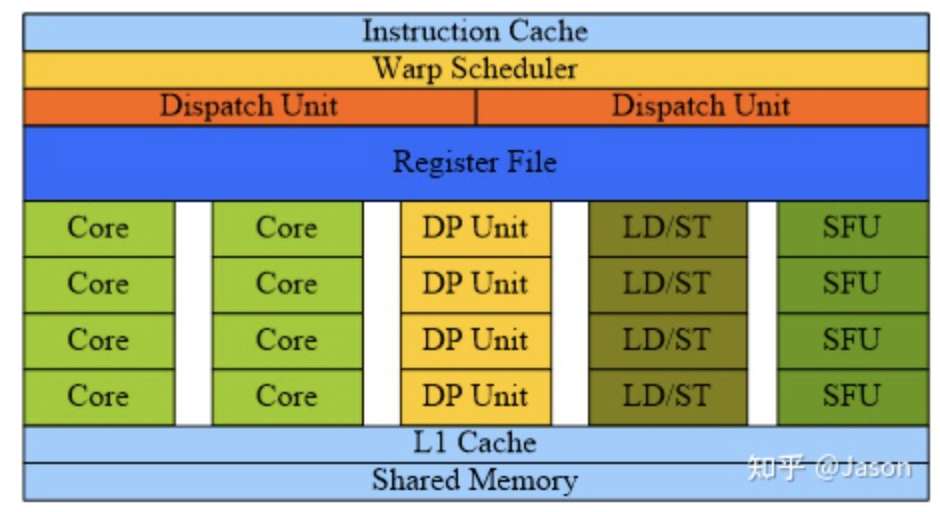 Instruction Cache
Warp Scheduler
Dispatch Unit Dispatch Unit
Register File
Core Core DP Unit LD/ST SFU
Core Core DP Unit LD/ST SFU
Core Core DP Unit LD/ST SFU
Core Core DP Unit LD/ST SFU
L1 Cache
Shared Memory
知乎 @Jason